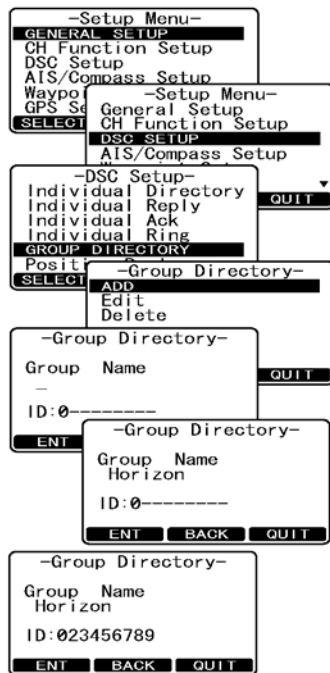 -Setup Menu-
GENERAL SETUP
CH Function Setup
DSC Setup
AIS/Compass Setup
GPS
SELECT
-Setup Menu-
General Setup
CH Function Setup
DSC SETUP
AIS/Compass Setup
QUIT
-DSC Setup-
Individual Directory
Individual Reply
Individual Ack
Individual Ring
GROUP DIRECTORY
SELECT
-Group Directory-
ADD
Edit
Delete
QUIT
-Group Directory-
Group Name
_
ID:0--------
ENT
-Group Directory-
Group Name
Horizon
ID:0--------
ENT BACK QUIT
-Group Directory-
Group Name
Horizon
ID:023456789
ENT BACK QUIT